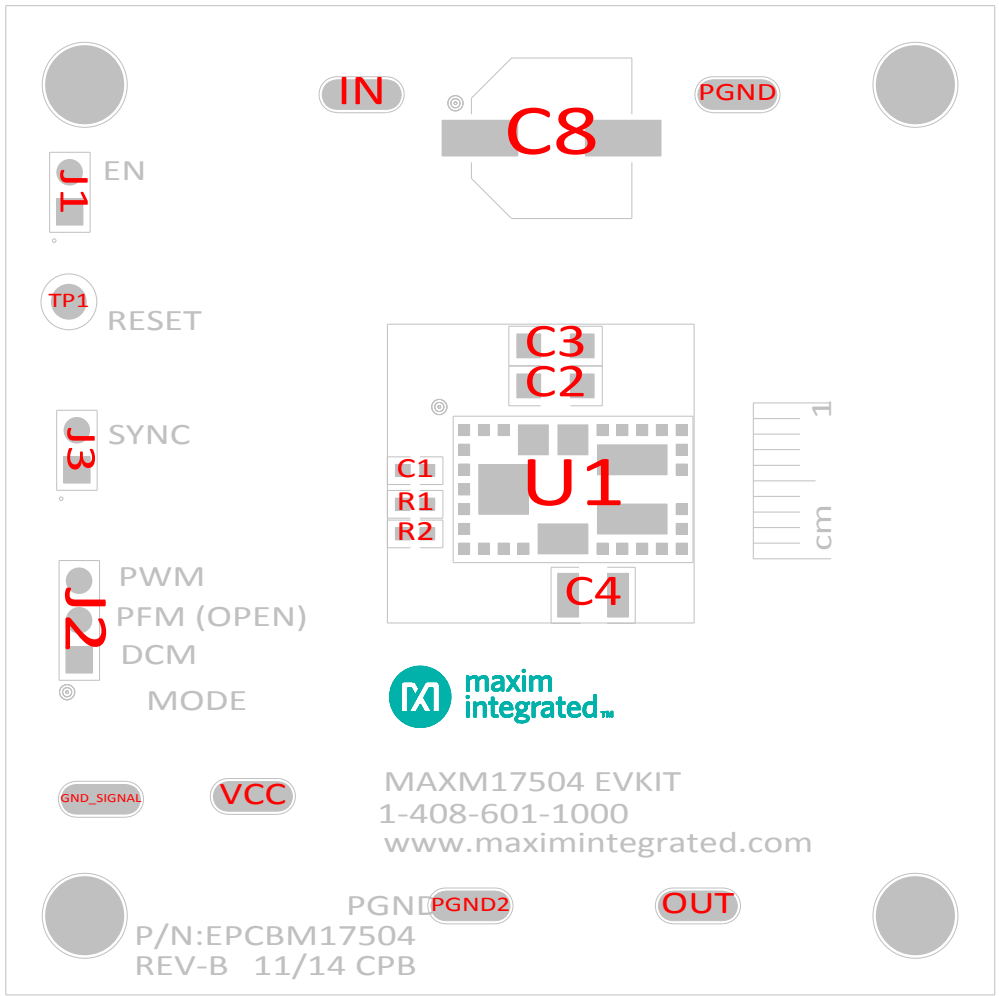 IN
PGND
C8
EN
J1
TP1
RESET
C3
C2
1
SYNC
J3
C1
U1
R1
R2
cm
PWM
C4
J2
PFM (OPEN)
DCM
MODE
maxim
integrated™
GND_SIGNAL
VCC
MAXM17504 EVKIT
1-408-601-1000
www.maximintegrated.com
PGND
PGND2
OUT
P/N:EPCBM17504
REV-B 11/14 CPB